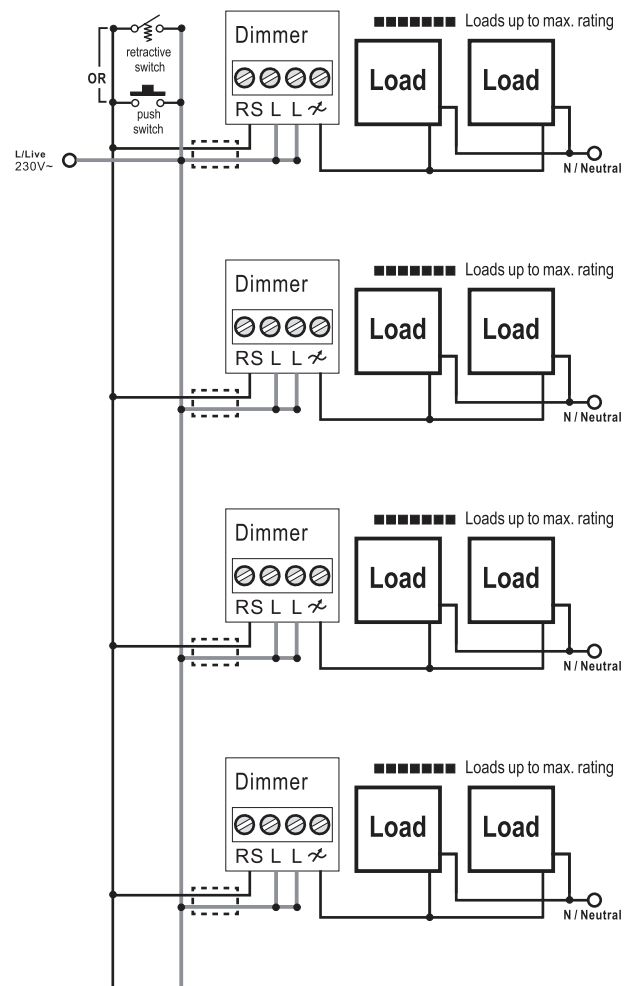 Dimmer
Loads up to max. rating
retractive
switch
OR
Load
Load
push
switch
RS L L
L/Live
230V~
N / Neutral
Dimmer
Loads up to max. rating
Load
Load
RS L L
N / Neutral
Dimmer
Loads up to max. rating
Load
Load
RS L L
N / Neutral
Dimmer
Loads up to max. rating
Load
Load
RS L L
N / Neutral